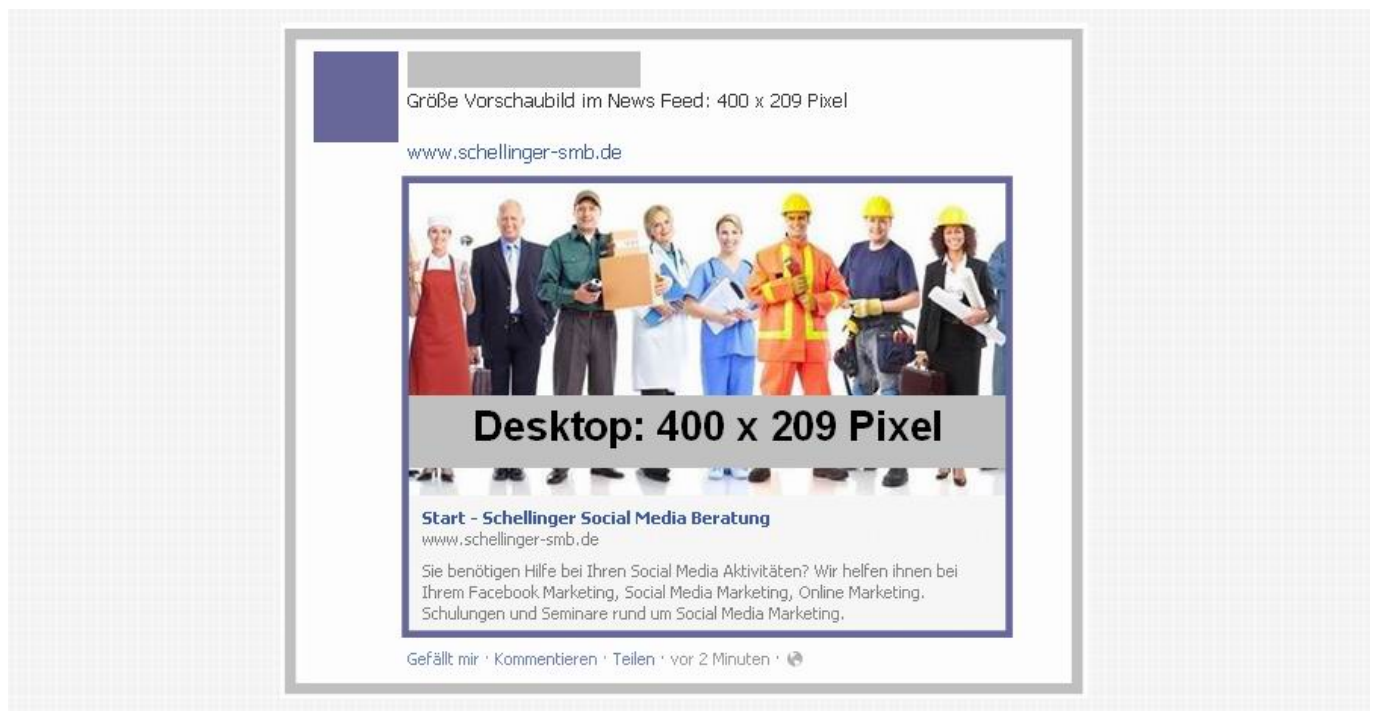 Größe Vorschaubild im News Feed: 400 x 209 Pixel
www.schellinger-smb.de
Desktop: 400 x 209 Pixel
Start - Schellinger Social Media Beratung
www.schellinger-smb.de
Sie benötigen Hilfe bei Ihren Social Media Aktivitäten? Wir helfen ihnen bei
Ihrem Facebook Marketing, Social Media Marketing, Online Marketing.
Schulungen und Seminare rund um Social Media Marketing.
Gefällt mir · Kommentieren · Teilen · vor 2 Minuten ·